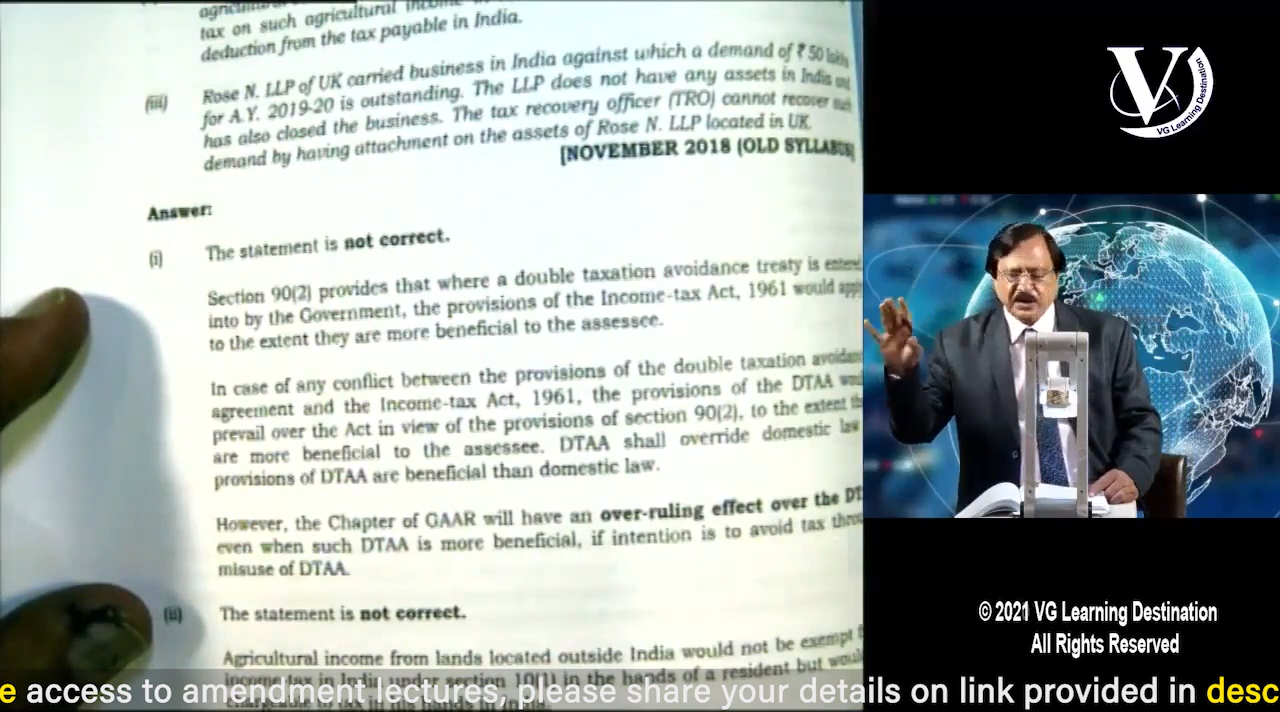 tax on such agricultural income
deduction from the tax payable in India.
(iii) Rose N. LLP of UK carried business in India against which a demand of ₹ 50 lakhs
for A.Y. 2019-20 is outstanding. The LLP does not have any assets in India and
has also closed the business. The tax recovery officer (TRO) cannot recover such
demand by having attachment on the assets of Rose N. LLP located in UK.
[NOVEMBER 2018 (OLD SYLLABUS)
Answer:
(i) The statement is not correct.
Section 90(2) provides that where a double taxation avoidance treaty is
into by the Government, the provisions of the Income-tax Act, 1961 would
to the extent they are more beneficial to the assessee.
In case of any conflict between the provisions of the double taxation
agreement and the Income-tax Act, 1961, the provisions of the DTAA
prevail over the Act in view of the provisions of section 90(2), to the extent
are more beneficial to the assessee. DTAA shall override domestic
provisions of DTAA are beneficial than domestic law.
However, the Chapter of GAAR will have an over-ruling effect over the
even when such DTAA is more beneficial, if intention is to avoid tax
misuse of DTAA.
(ii) The statement is not correct.
Agricultural income from lands located outside India would not be exempt
income tax in India under section 10(1) in the hands of a resident but
e access to amendment lectures, please share your details on link provided in desc
V
VG Learning Destination
© 2021 VG Learning Destination
All Rights Reserved